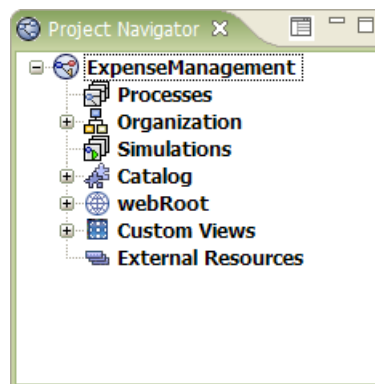 Project Navigator
ExpenseManagement
Processes
Organization
Simulations
Catalog
webRoot
Custom Views
External Resources